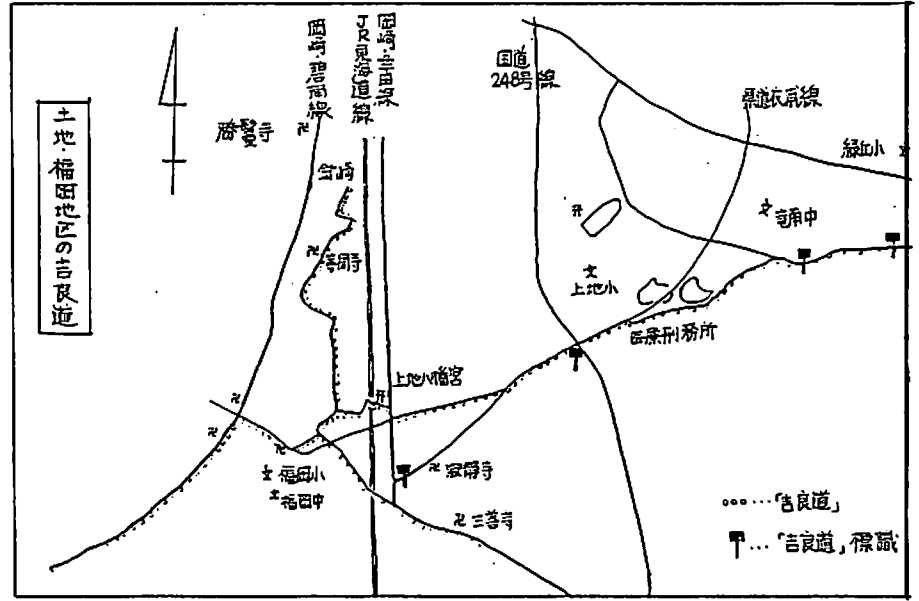 岡崎・碧南線
JR東海道線
岡崎・幸田線
国道
248号線
県道衣浦線
勝鬘寺
緑丘小
針崎
竜南中
上地・福岡地区の吉良道
上地小
医療刑務所
上地八幡宮
福岡小
福岡中
三善寺
…「吉良道」
…「吉良道」標識